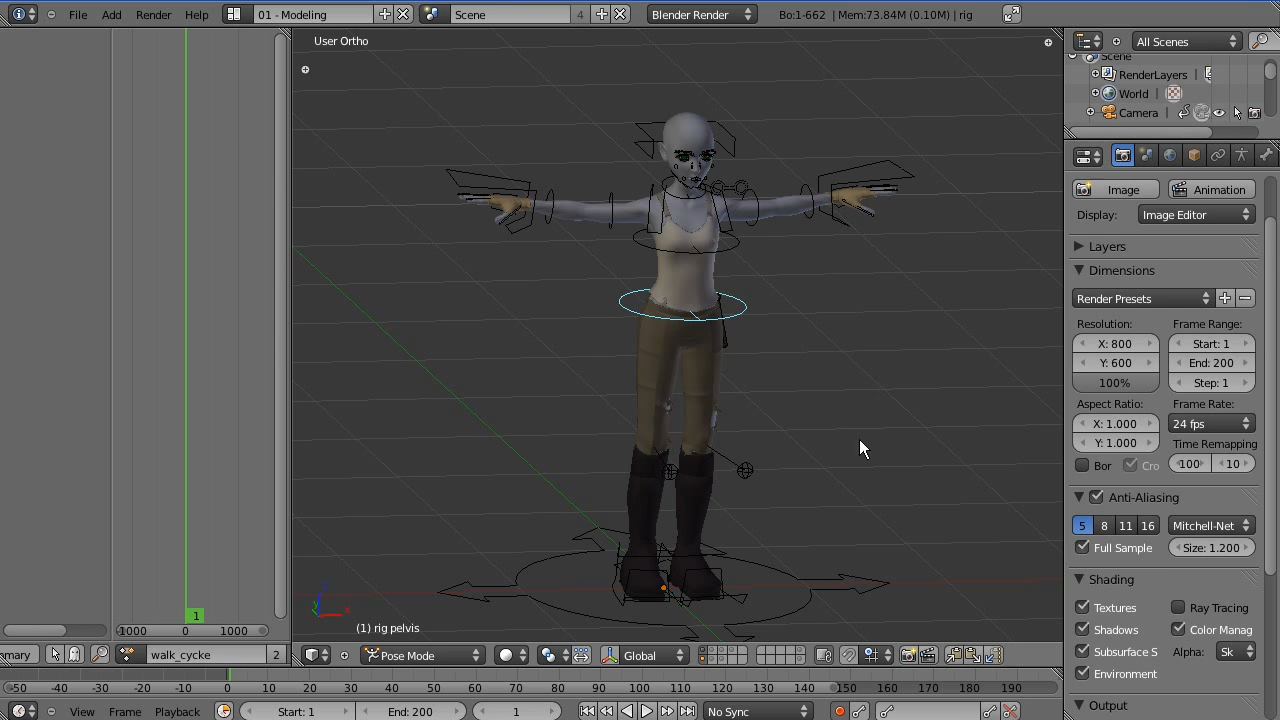 File Add Render Help 01 - Modeling Scene 4 Blender Render Bo:1-662 | Mem:73.84M (0.10M) | rig
User Ortho
All Scenes
Scene
RenderLayers |
World |
Camera |
Image Animation
Display: Image Editor
Layers
Dimensions
Render Presets
Resolution: Frame Range:
X: 800 Start: 1
Y: 600 End: 200
100% Step: 1
Aspect Ratio: Frame Rate:
X: 1.000 24 fps
Y: 1.000 Time Remapping
Bor Cro 100 10
Anti-Aliasing
5 8 11 16 Mitchell-Net
Full Sample Size: 1.200
Shading
Textures Ray Tracing
Shadows Color Manag
Subsurface S Alpha: Sk
Environment
Output
1
-1000 0 1000
(1) rig pelvis
mmary walk_cycke 2
Pose Mode Global
-50 -40 -30 -20 -10 0 10 20 30 40 50 60 70 80 90 100 110 120 130 140 150 160 170 180 190
View Frame Playback Start: 1 End: 200 1 No Sync